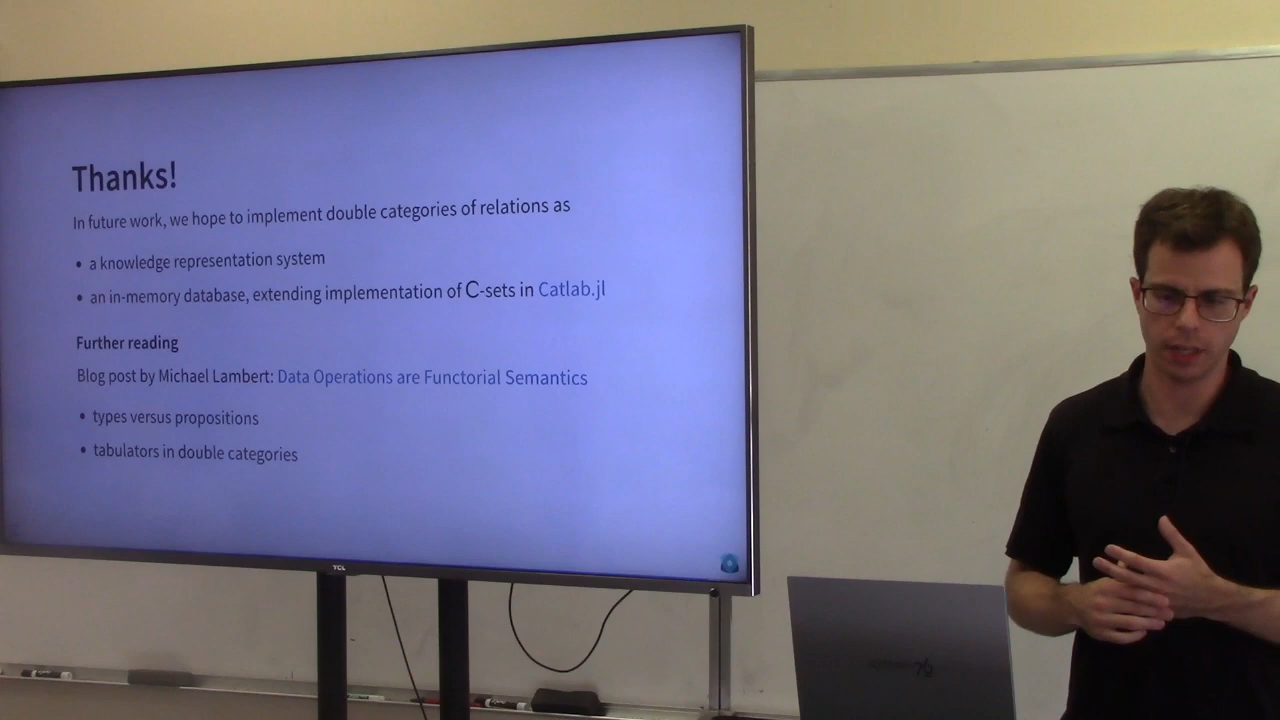 Thanks!
In future work, we hope to implement double categories of relations as
• a knowledge representation system
• an in-memory database, extending implementation of C-sets in Catlab.jl
Further reading
Blog post by Michael Lambert: Data Operations are Functorial Semantics
• types versus propositions
• tabulators in double categories
TCL